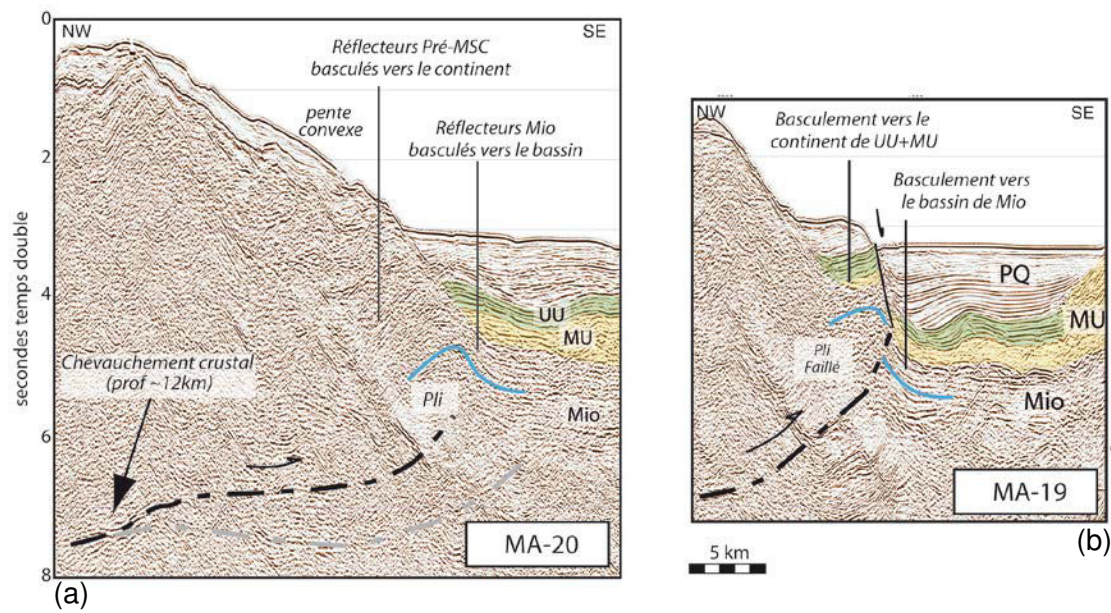 0
NW
SE
Réflecteurs Pré-MSC
basculés vers le continent
pente
convexe
Réflecteurs Mio
basculés vers le bassin
2
secondes temps double
4
UU
MU
Chevauchement crustal
(prof ~12km)
Pli
Mio
6
MA-20
8
(a)
NW
SE
Basculement vers le
continent de UU+MU
Basculement vers
le bassin de Mio
PQ
MU
Pli
Faillé
Mio
MA-19
5 km
(b)